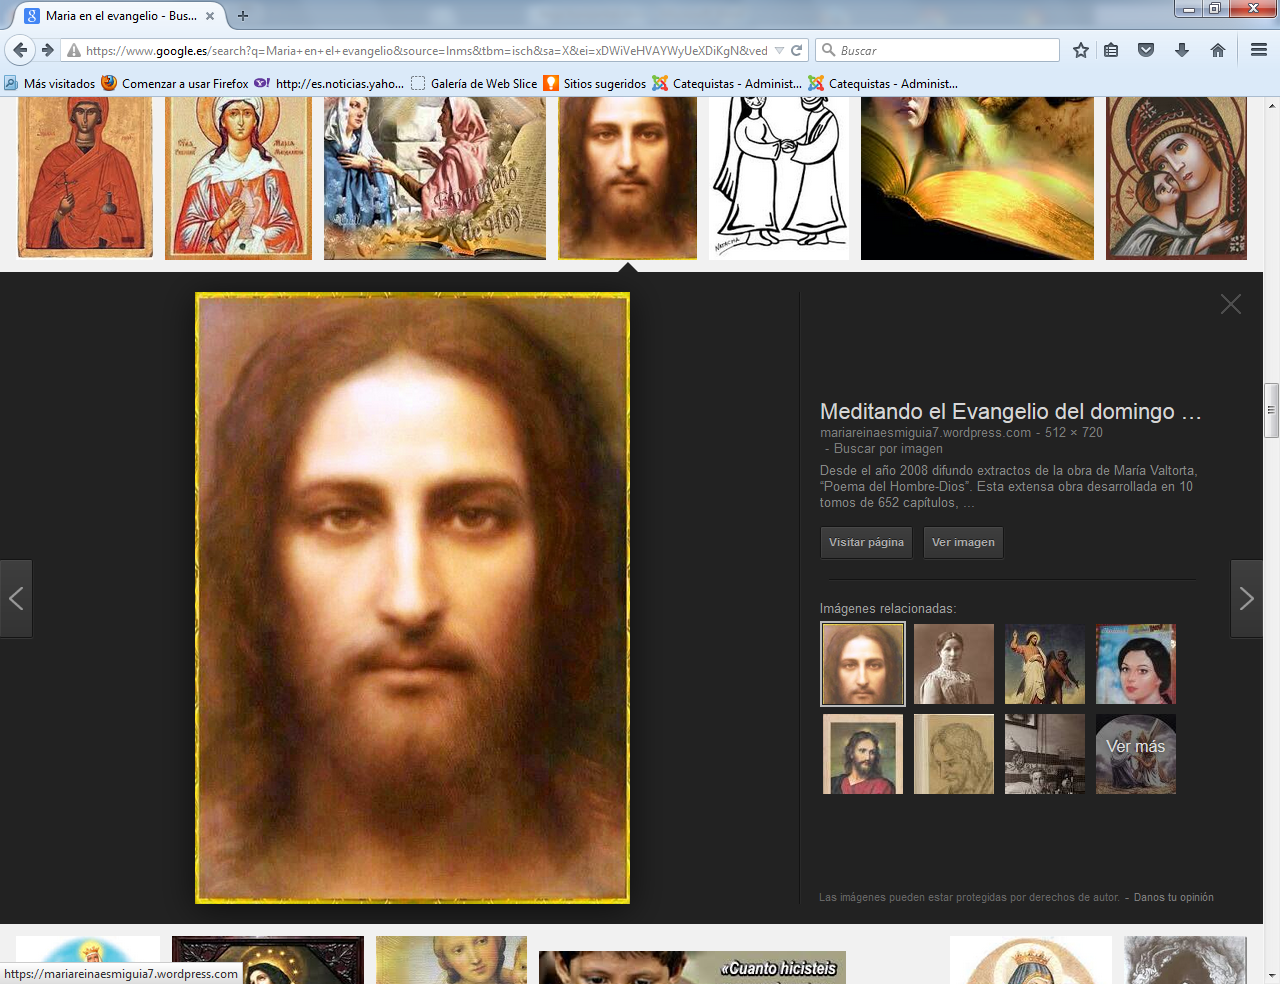 Maria en el evangelio - Bus...
https://www.google.es/search?q=Maria+en+el+evangelio&source=lnms&tbm=isch&sa=X&ei=xDWiVeHVAYWyUeXDiKgN&ved
Buscar
Más visitados
Comenzar a usar Firefox
http://es.noticias.yaho...
Galería de Web Slice
Sitios sugeridos
Catequistas - Administ...
Catequistas - Administ...
Evangelio
de Hoy
Meditando el Evangelio del domingo ...
mariareinaesmiguia7.wordpress.com - 512 × 720
- Buscar por imagen
Desde el año 2008 difundo extractos de la obra de María Valtorta,
“Poema del Hombre-Dios”. Esta extensa obra desarrollada en 10
tomos de 652 capítulos, ...
Visitar página
Ver imagen
Imágenes relacionadas:
Ver más
Las imágenes pueden estar protegidas por derechos de autor. - Danos tu opinión
https://mariareinaesmiguia7.wordpress.com
«Cuanto hicisteis